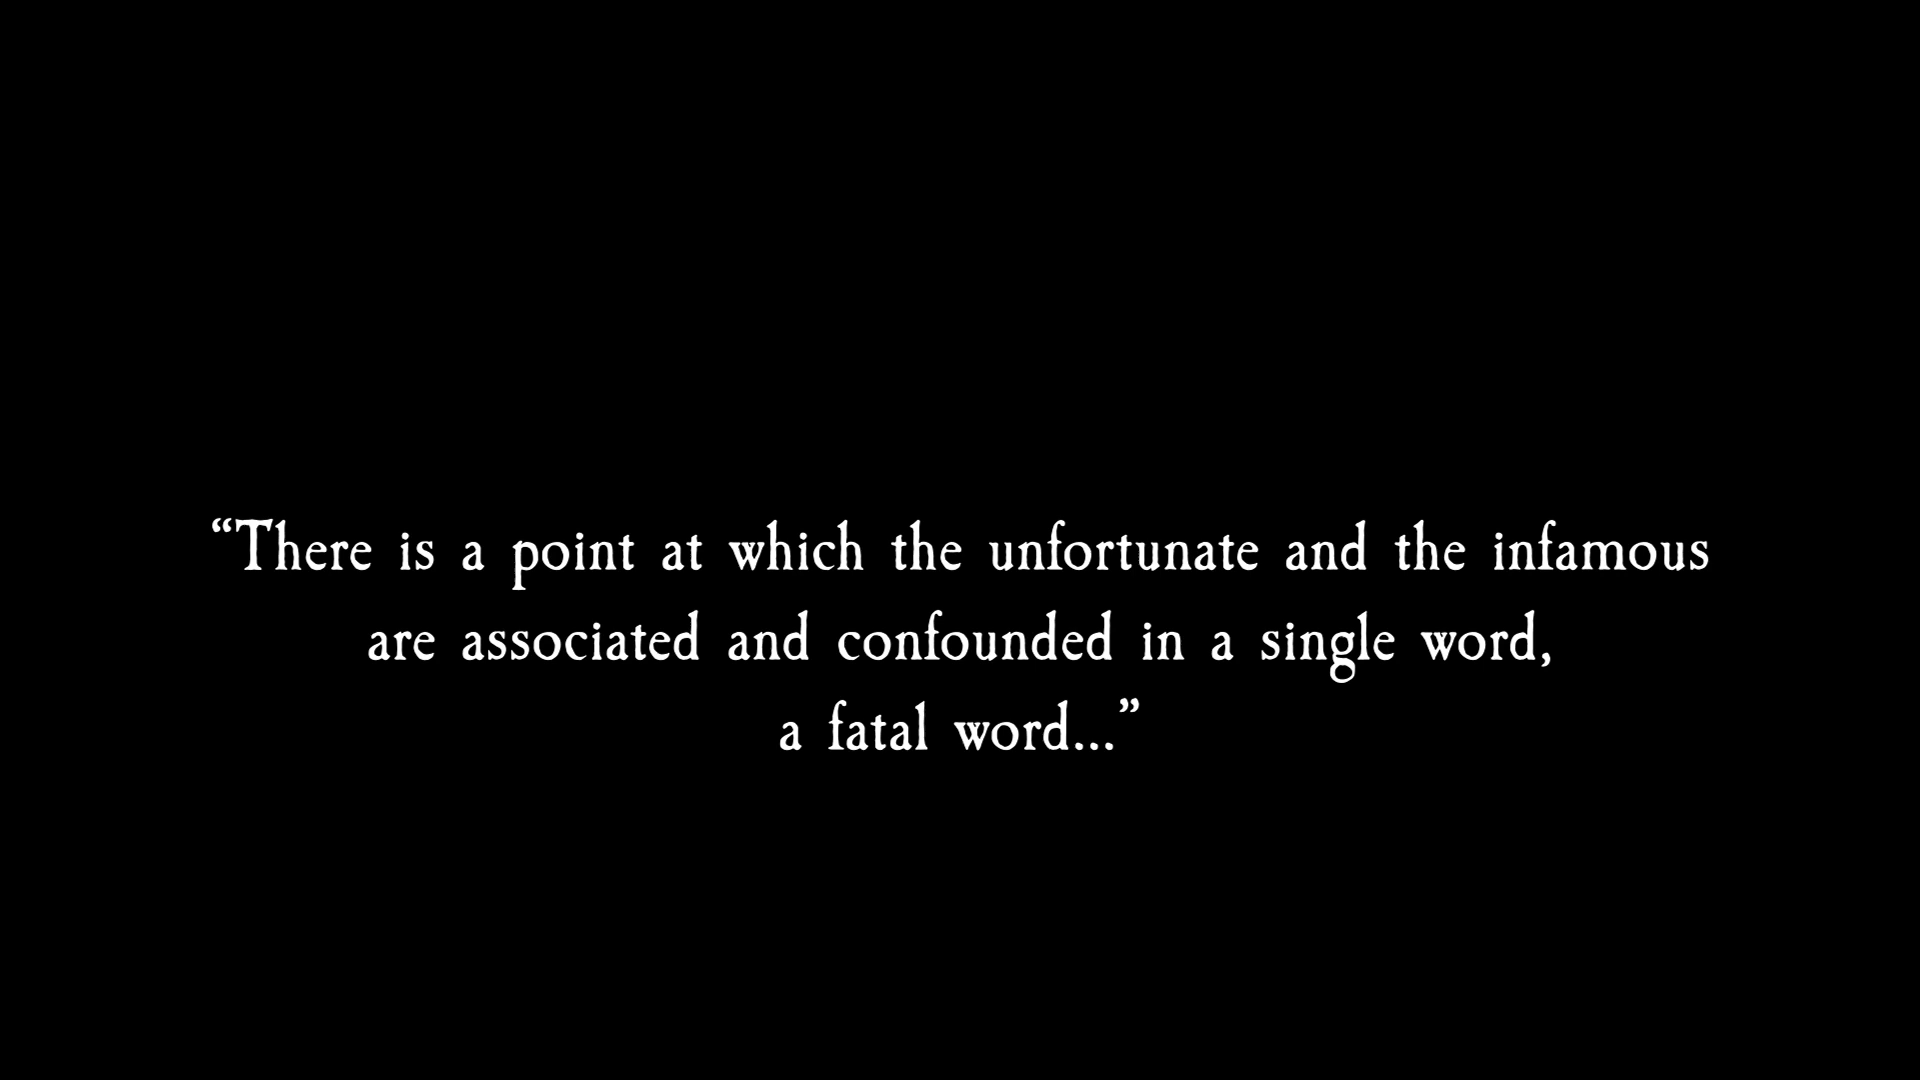 “There is a point at which the unfortunate and the infamous
are associated and confounded in a single word,
a fatal word...”